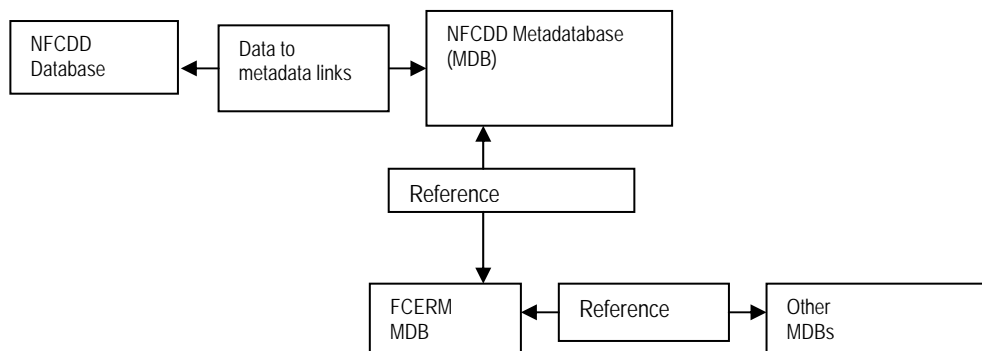 NFCDD
Database
Data to
metadata links
NFCDD Metadatabase
(MDB)
Reference
FCERM
MDB
Reference
Other
MDBs